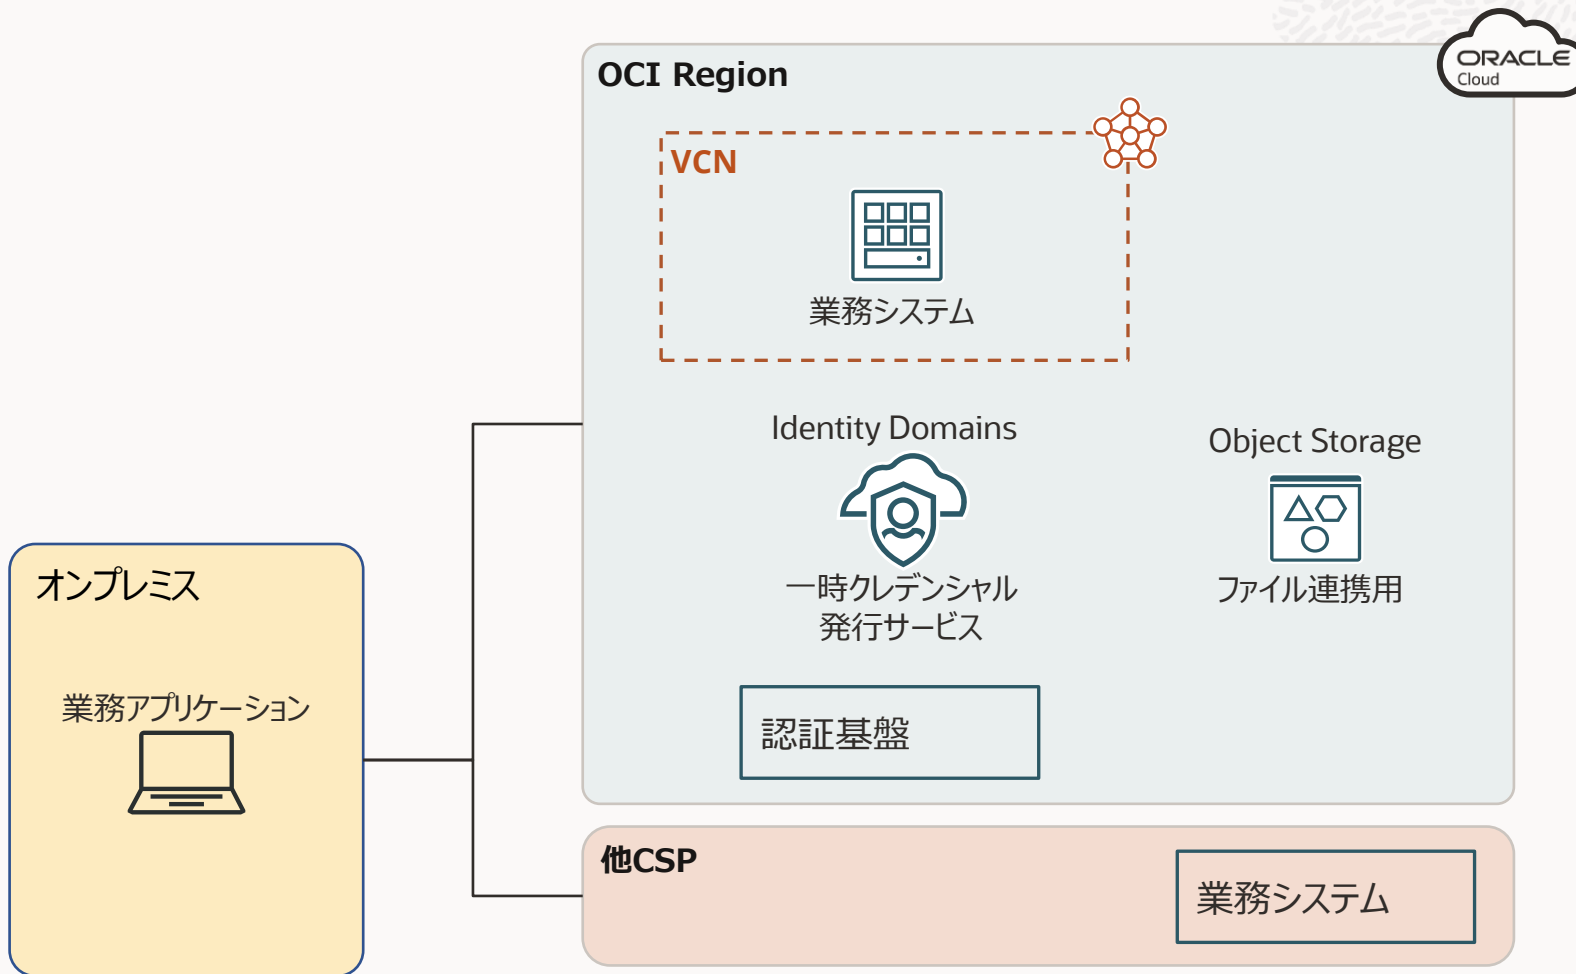 ORACLE
Cloud
OCI Region
VCN
業務システム
Identity Domains
一時クレデンシャル
発行サービス
Object Storage
ファイル連携用
認証基盤
オンプレミス
業務アプリケーション
他CSP
業務システム